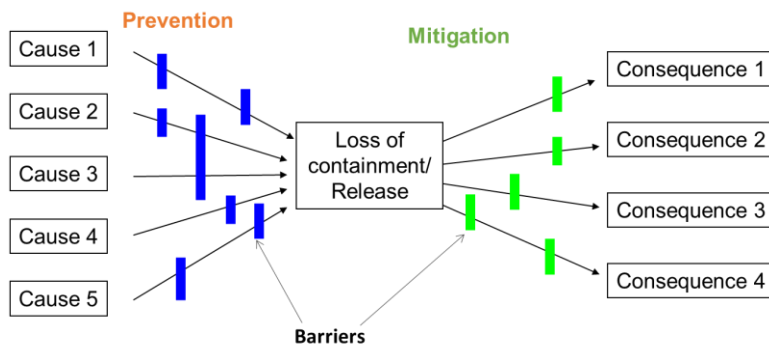 Prevention
Mitigation
Cause 1
Cause 2
Cause 3
Cause 4
Cause 5
Loss of
containment/
Release
Consequence 1
Consequence 2
Consequence 3
Consequence 4
Barriers